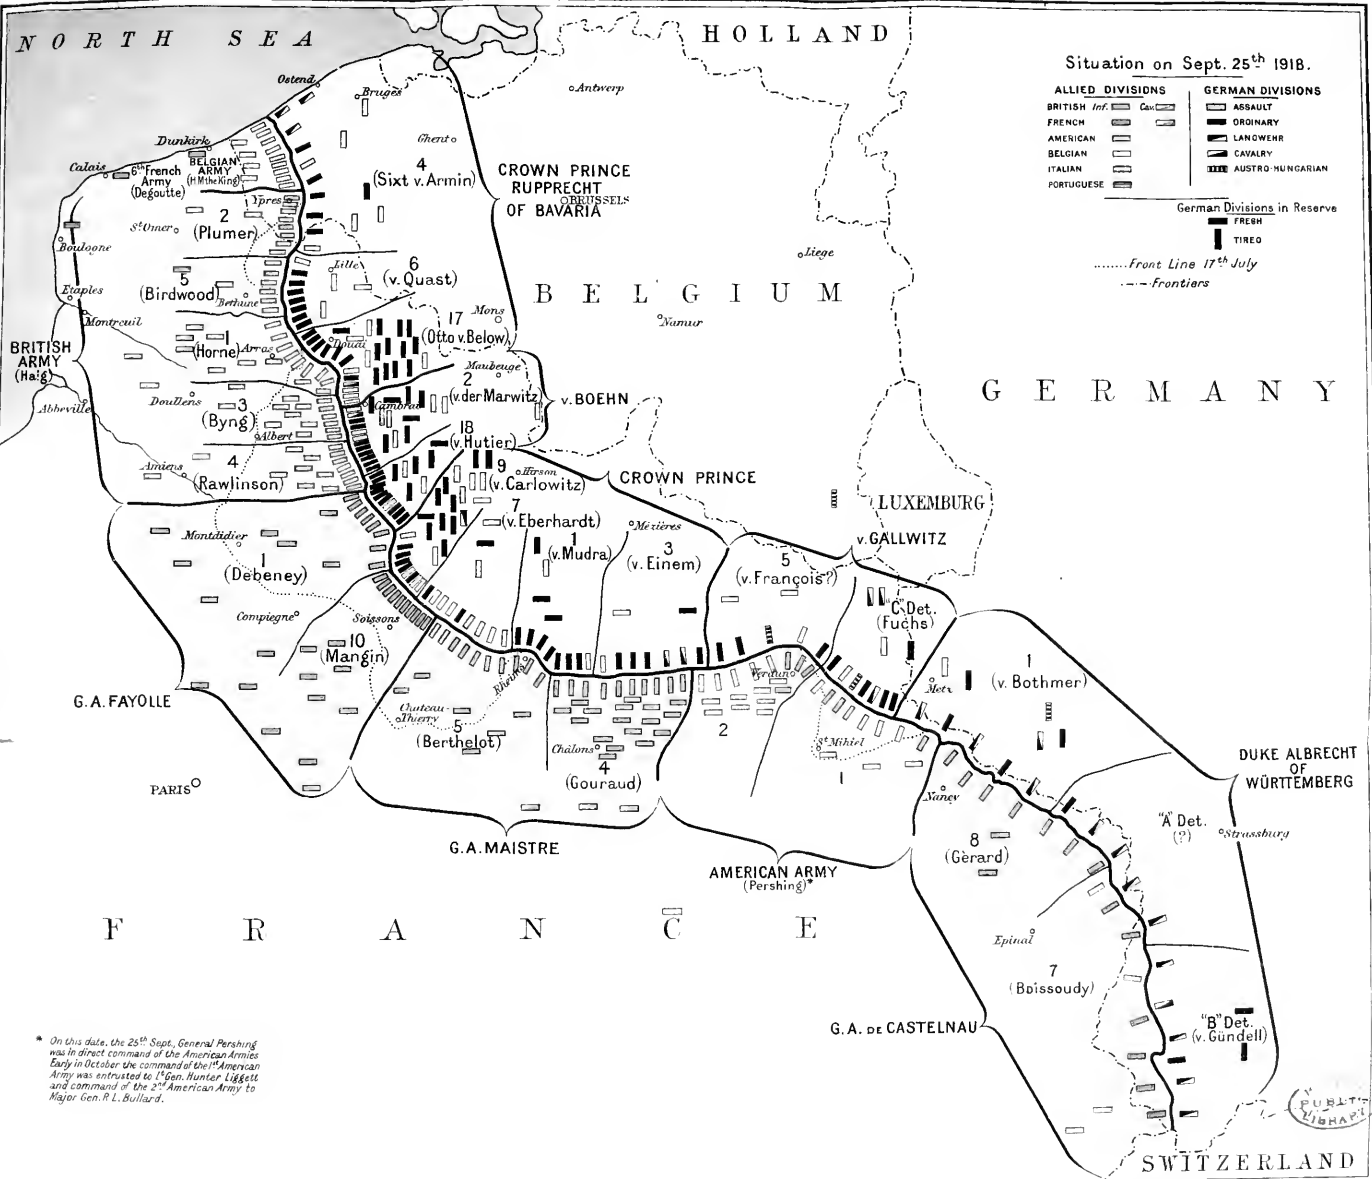 NORTH SEA
HOLLAND
Situation on Sept. 25th 1918.
ALLIED DIVISIONS
BRITISH Inf. Cav.
FRENCH
AMERICAN
BELGIAN
ITALIAN
PORTUGUESE
GERMAN DIVISIONS
ASSAULT
ORDINARY
LANDWEHR
CAVALRY
AUSTRO-HUNGARIAN
German Divisions in Reserve
FRESH
TIRED
Front Line 17th July
Frontiers
Ostend
Bruges
Antwerp
Dunkirk
Ghent
Calais
6th French
Army
(Degoutte)
BELGIAN
ARMY
(H.M the King)
4
(Sixt v. Armin)
CROWN PRINCE
RUPPRECHT
OF BAVARIA
BRUSSELS
Ypres
2
(Plumer)
St Omer
Boulogne
Lille
6
(v. Quast)
Liege
5
(Birdwood)
Bethune
BELGIUM
Etaples
Montreuil
Mons
Namur
17
(Otto v. Below)
Douai
1
(Horne)
Arras
BRITISH
ARMY
(Haig)
Maubeuge
2
(v. der Marwitz)
v. BOEHN
GERMANY
Abbeville
Doullens
3
(Byng)
Albert
Cambrai
18
(v. Hutier)
Amiens
4
(Rawlinson)
9
(v. Carlowitz)
Hirson
CROWN PRINCE
LUXEMBURG
7
(v. Eberhardt)
Mézières
Montdidier
1
(Debeney)
1
(v. Mudra)
3
(v. Einem)
5
(v. François?)
v. GALLWITZ
"C" Det.
(Fuchs)
Compiegne
Soissons
10
(Mangin)
Rheims
Verdun
Metz
1
(v. Bothmer)
G.A. FAYOLLE
Chateau-
Thierry
5
(Berthelot)
Châlons
4
(Gouraud)
2
St Mihiel
1
DUKE ALBRECHT
OF
WÜRTTEMBERG
PARIS
Nancy
"A" Det.
(?)
Strassburg
G.A. MAISTRE
8
(Gèrard)
AMERICAN ARMY
(Pershing)*
FRANCE
Epinal
7
(Boissoudy)
G.A. DE CASTELNAU
"B" Det.
(v. Gündell)
* On this date, the 25th Sept., General Pershing
was in direct command of the American Armies
Early in October the command of the 1st American
Army was entrusted to Lt Gen. Hunter Liggett
and command of the 2nd American Army to
Major Gen. R. L. Bullard.
SWITZERLAND
PUBLI
LIBRAR